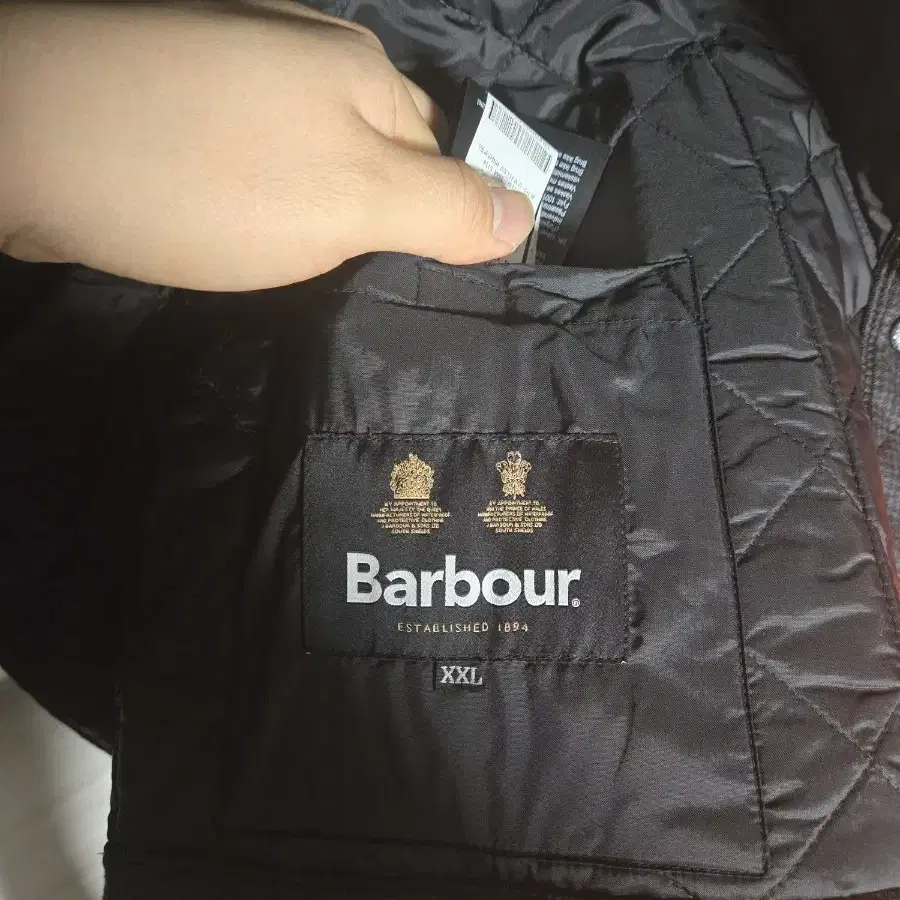 BY APPOINTMENT TO
HER MAJESTY THE QUEEN
MANUFACTURERS OF WATERPROOF
AND PROTECTIVE CLOTHING
J.BARBOUR & SONS LTD
SOUTH SHIELDS
BY APPOINTMENT TO
HRH THE PRINCE OF WALES
MANUFACTURERS OF WATERPROOF
AND PROTECTIVE CLOTHING
J.BARBOUR & SONS LTD
SOUTH SHIELDS
Barbour®
ESTABLISHED 1894
XXL